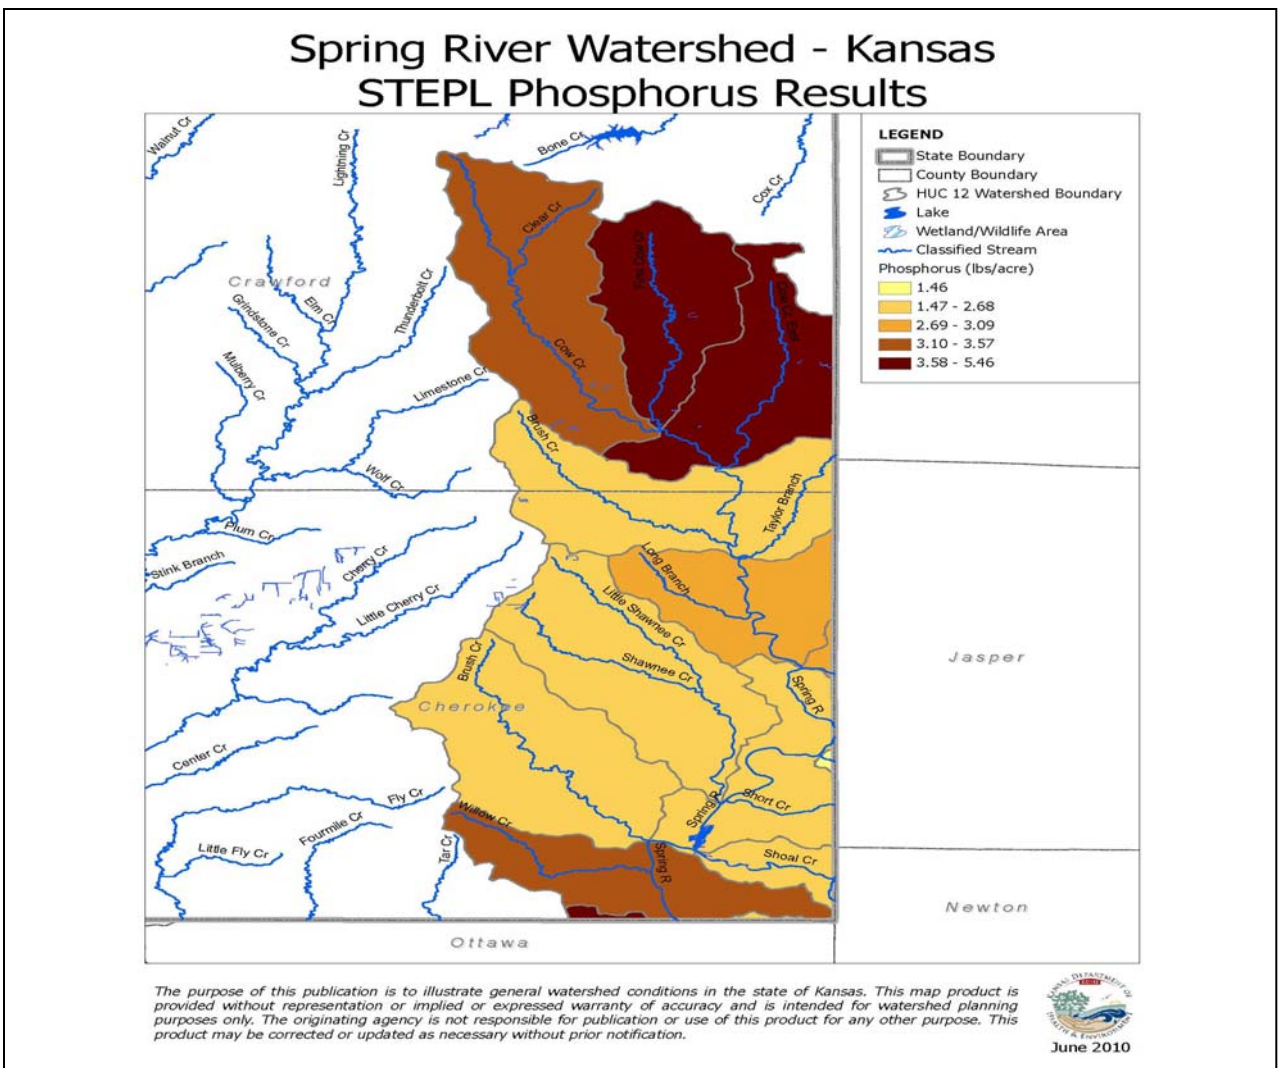 Spring River Watershed - Kansas
STEPL Phosphorus Results
LEGEND
State Boundary
County Boundary
HUC 12 Watershed Boundary
Lake
Wetland/Wildlife Area
Classified Stream
Phosphorus (lbs/acre)
1.46
1.47 - 2.68
2.69 - 3.09
3.10 - 3.57
3.58 - 5.46
Walnut Cr
Lightning Cr
Bone Cr
Cox Cr
Clear Cr
First Cow Cr
Crawford
Grindstone Cr
Elm Cr
Thunderbolt Cr
Mulberry Cr
Limestone Cr
Cow Cr
Brush Cr
Wolf Cr
Taylor Branch
Plum Cr
Stink Branch
Cherry Cr
Little Cherry Cr
Long Branch
Little Shawnee Cr
Shawnee Cr
Brush Cr
Cherokee
Spring R
Jasper
Center Cr
Fly Cr
Short Cr
Spring R
Willow Cr
Fourmile Cr
Little Fly Cr
Tar Cr
Spring R
Shoal Cr
Newton
Ottawa
The purpose of this publication is to illustrate general watershed conditions in the state of Kansas. This map product is
provided without representation or implied or expressed warranty of accuracy and is intended for watershed planning
purposes only. The originating agency is not responsible for publication or use of this product for any other purpose. This
product may be corrected or updated as necessary without prior notification.
KANSAS DEPARTMENT OF
HEALTH & ENVIRONMENT
June 2010